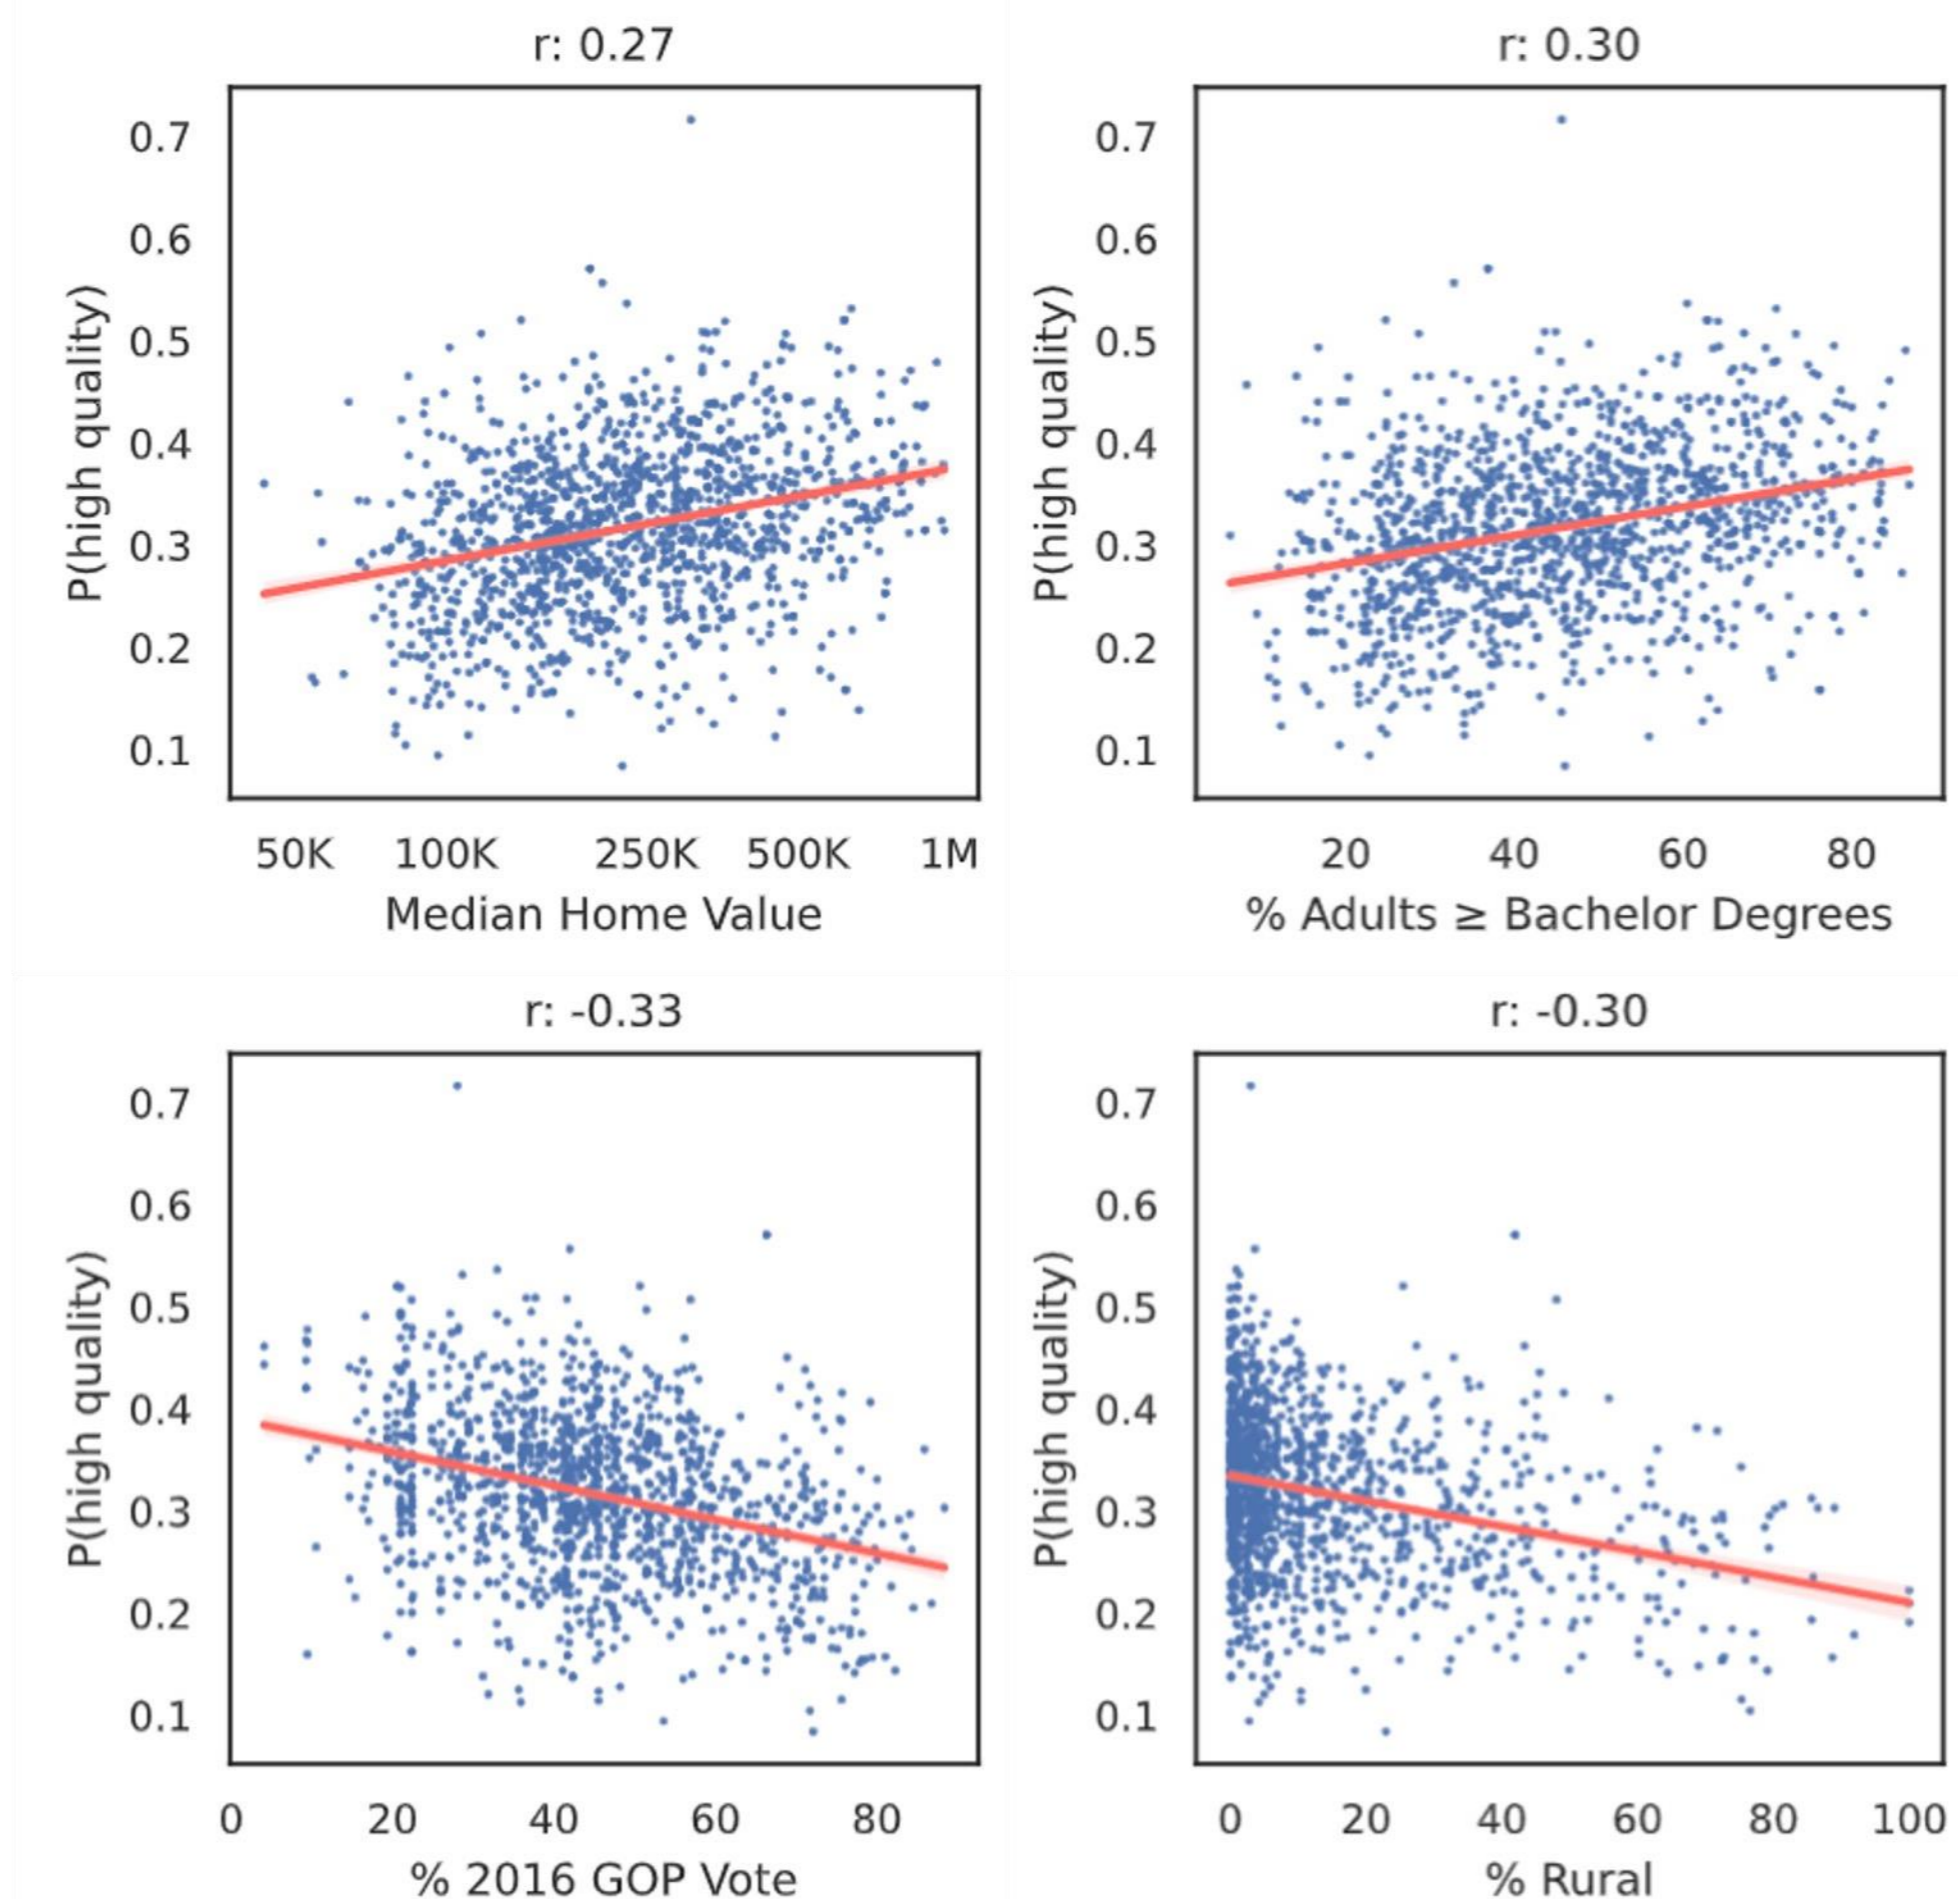 r: 0.27
0.7
0.6
0.5
0.4
0.3
0.2
0.1
P(high quality)
50K 100K 250K 500K 1M
Median Home Value
r: 0.30
0.7
0.6
0.5
0.4
0.3
0.2
0.1
P(high quality)
20 40 60 80
% Adults ≥ Bachelor Degrees
r: -0.33
0.7
0.6
0.5
0.4
0.3
0.2
0.1
P(high quality)
0 20 40 60 80
% 2016 GOP Vote
r: -0.30
0.7
0.6
0.5
0.4
0.3
0.2
0.1
P(high quality)
0 20 40 60 80 100
% Rural